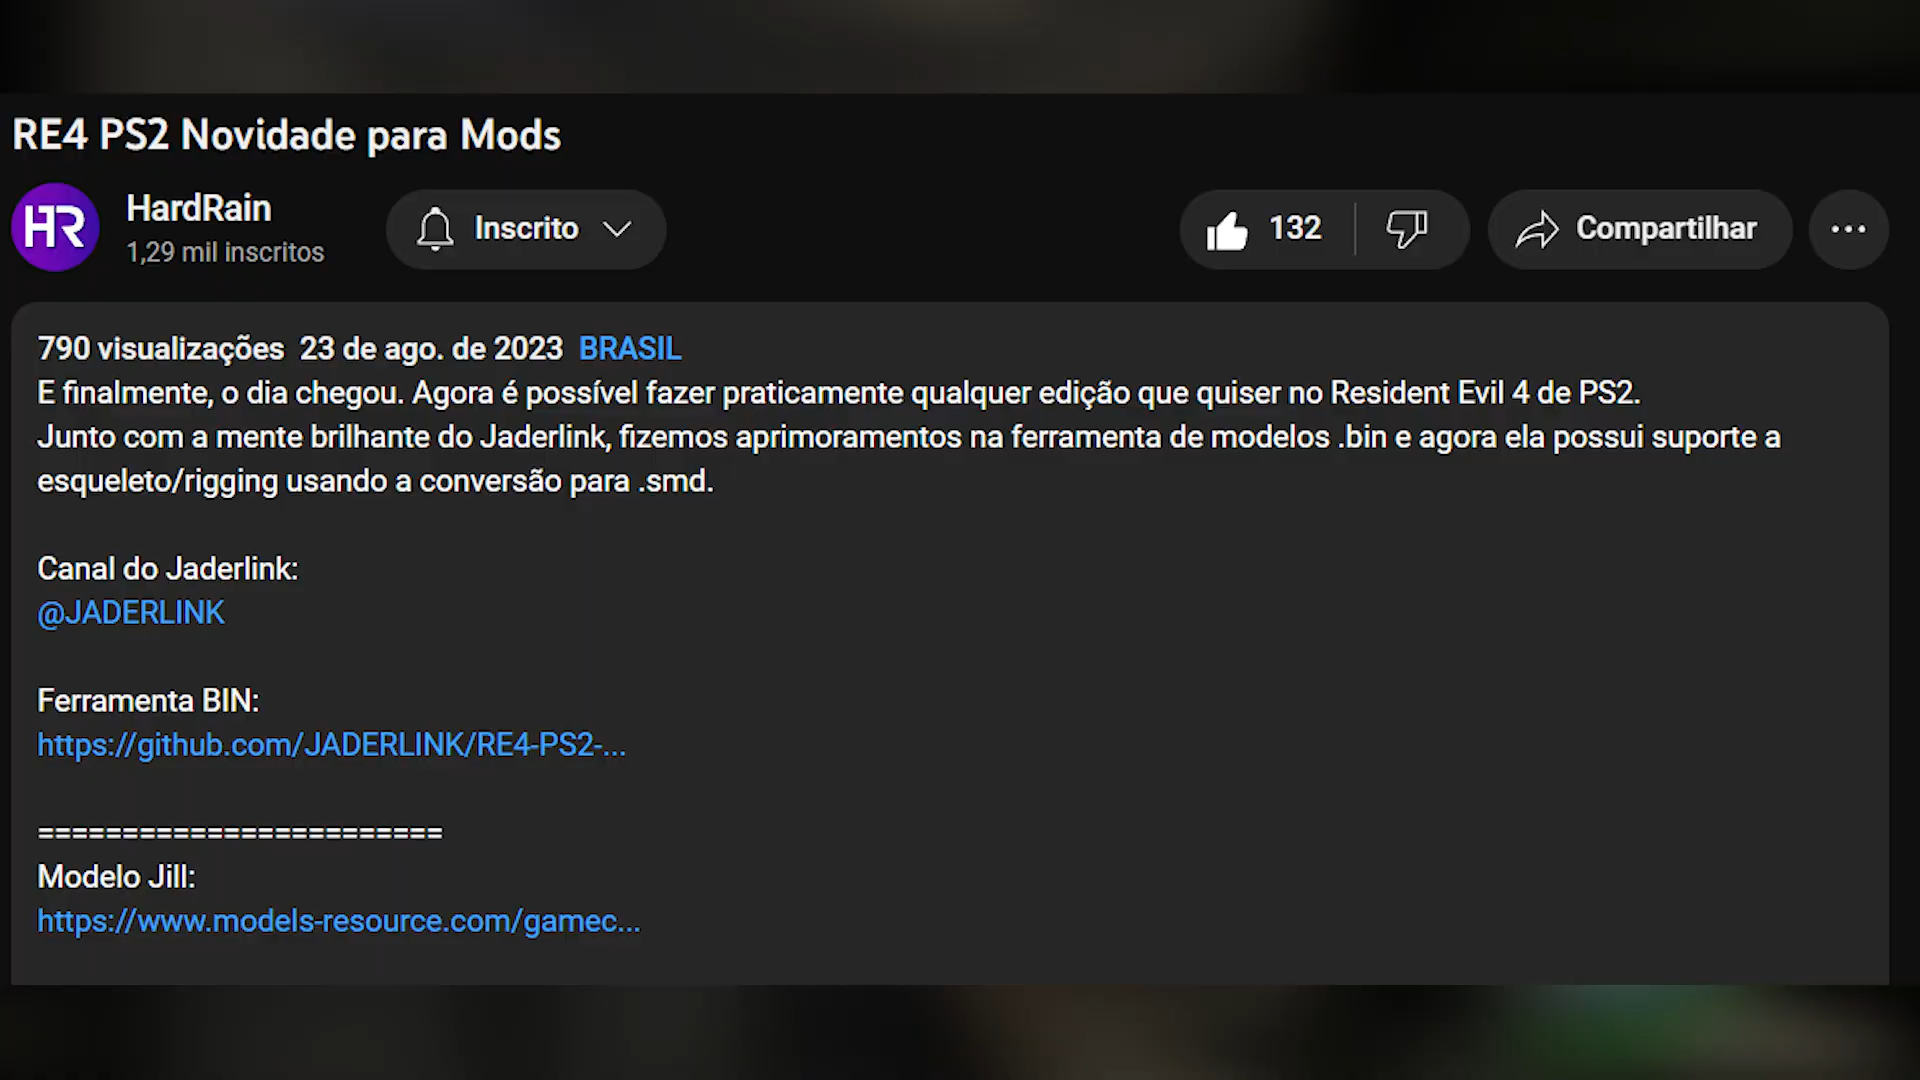 RE4 PS2 Novidade para Mods
HR
HardRain
1,29 mil inscritos
Inscrito
132
Compartilhar
790 visualizações 23 de ago. de 2023 BRASIL
E finalmente, o dia chegou. Agora é possível fazer praticamente qualquer edição que quiser no Resident Evil 4 de PS2.
Junto com a mente brilhante do Jaderlink, fizemos aprimoramentos na ferramenta de modelos .bin e agora ela possui suporte a
esqueleto/rigging usando a conversão para .smd.
Canal do Jaderlink:
@JADERLINK
Ferramenta BIN:
https://github.com/JADERLINK/RE4-PS2-...
========================
Modelo Jill:
https://www.models-resource.com/gamec...